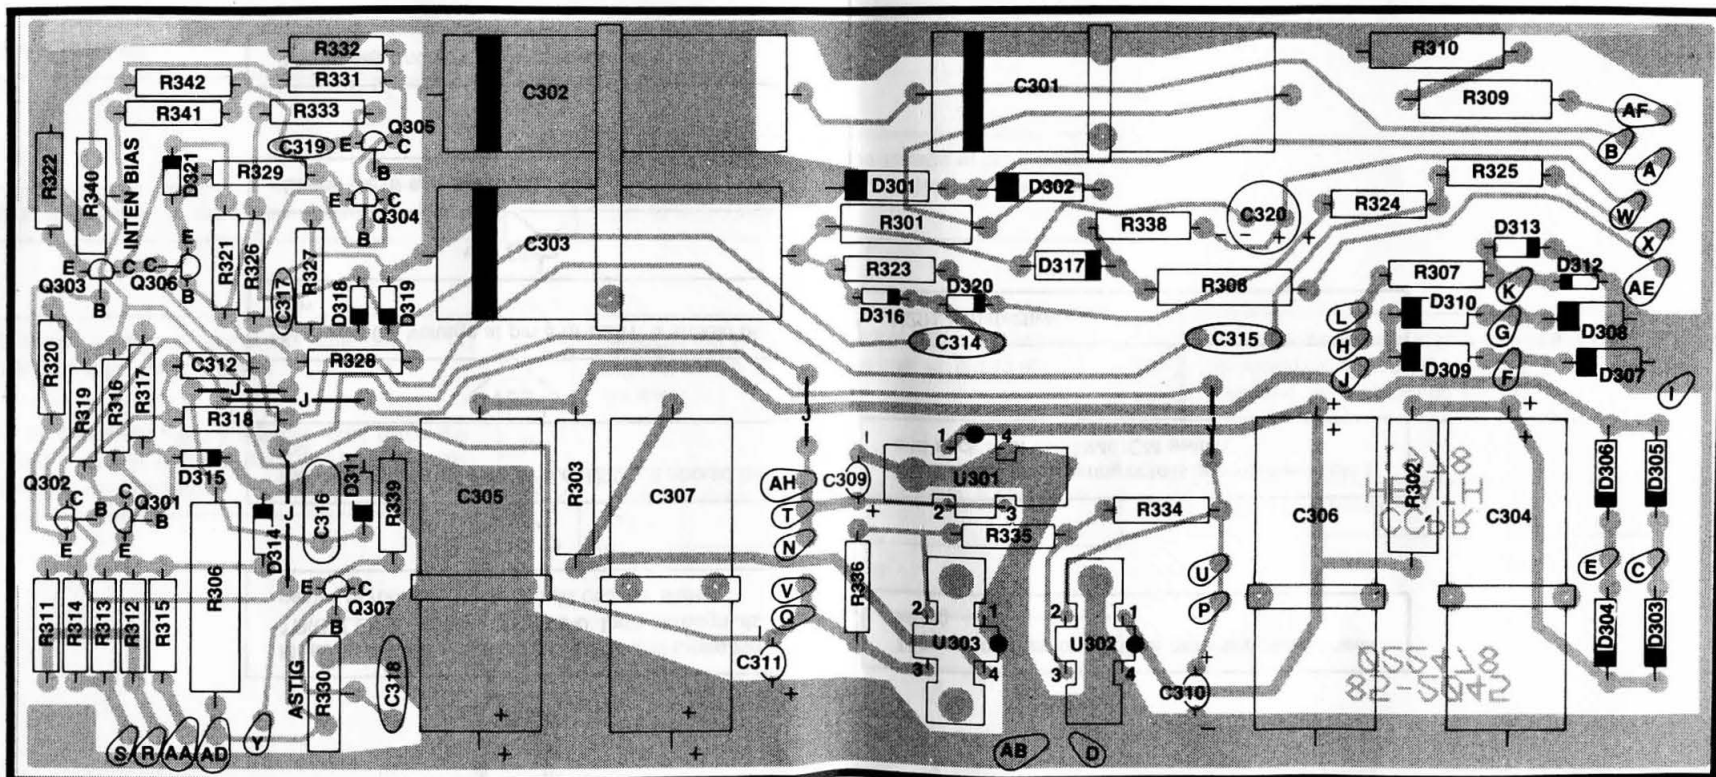 R332
R310
R342
R331
C302
C301
R309
AF
R341
R333
Q305
E
C
B
C319
B
A
R322
R340
INTEN BIAS
D321
R329
D301
D302
R325
E
C
Q304
B
R324
W
C303
R301
R338
C320
-
-
+
+
X
D313
E
Q306
C
B
R321
R326
R327
C317
D318
D319
E
Q303
C
B
R323
D317
R307
D312
AE
K
D320
D316
R308
L
D310
G
D308
R320
C314
C315
H
R319
R316
R317
C312
R328
J
D309
F
D307
I
J
J
R318
J
J
+
+
+
1
4
D315
D311
R339
C305
R303
C307
-
C309
+
U301
2
3
AH
T
N
R302
D306
D305
1978
HEATH
CCPR
Q302
C
B
E
Q301
C
B
E
R306
D314
J
C316
R335
R334
C306
C304
R336
U
P
E
C
V
Q
E
C
Q307
B
R311
R314
R313
R312
R315
2
1
U303
3
4
2
1
U302
3
4
D304
D303
ASTIG
R330
C318
C311
+
+
C310
-
022478
85-2045
+
+
+
+
S
R
AA
AD
Y
AB
D